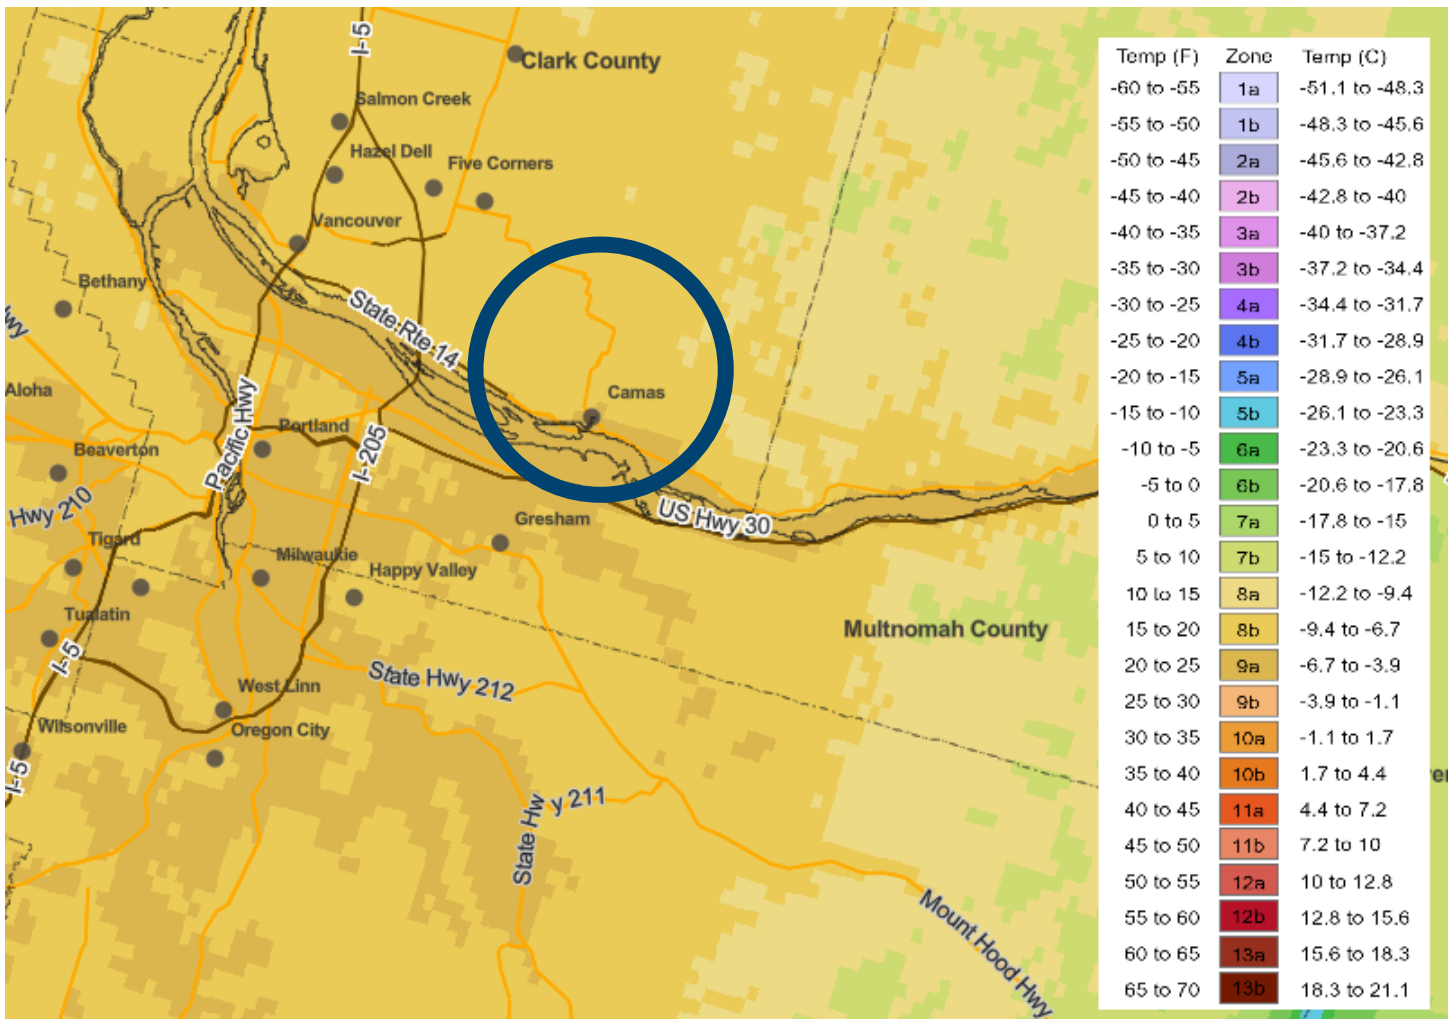 I-5
Clark County
Salmon Creek
Hazel Dell
Five Corners
Vancouver
Bethany
State Rte 14
Aloha
Camas
Pacific Hwy
Portland
I-205
Beaverton
Hwy 210
Gresham
US Hwy 30
Tigard
Milwaukie
Happy Valley
Tualatin
Multnomah County
I-5
State Hwy 212
West Linn
Wilsonville
Oregon City
I-5
State Hwy 211
Mount Hood Hwy
Temp (F) Zone Temp (C)
-60 to -55 1a -51.1 to -48.3
-55 to -50 1b -48.3 to -45.6
-50 to -45 2a -45.6 to -42.8
-45 to -40 2b -42.8 to -40
-40 to -35 3a -40 to -37.2
-35 to -30 3b -37.2 to -34.4
-30 to -25 4a -34.4 to -31.7
-25 to -20 4b -31.7 to -28.9
-20 to -15 5a -28.9 to -26.1
-15 to -10 5b -26.1 to -23.3
-10 to -5 6a -23.3 to -20.6
-5 to 0 6b -20.6 to -17.8
0 to 5 7a -17.8 to -15
5 to 10 7b -15 to -12.2
10 to 15 8a -12.2 to -9.4
15 to 20 8b -9.4 to -6.7
20 to 25 9a -6.7 to -3.9
25 to 30 9b -3.9 to -1.1
30 to 35 10a -1.1 to 1.7
35 to 40 10b 1.7 to 4.4
40 to 45 11a 4.4 to 7.2
45 to 50 11b 7.2 to 10
50 to 55 12a 10 to 12.8
55 to 60 12b 12.8 to 15.6
60 to 65 13a 15.6 to 18.3
65 to 70 13b 18.3 to 21.1